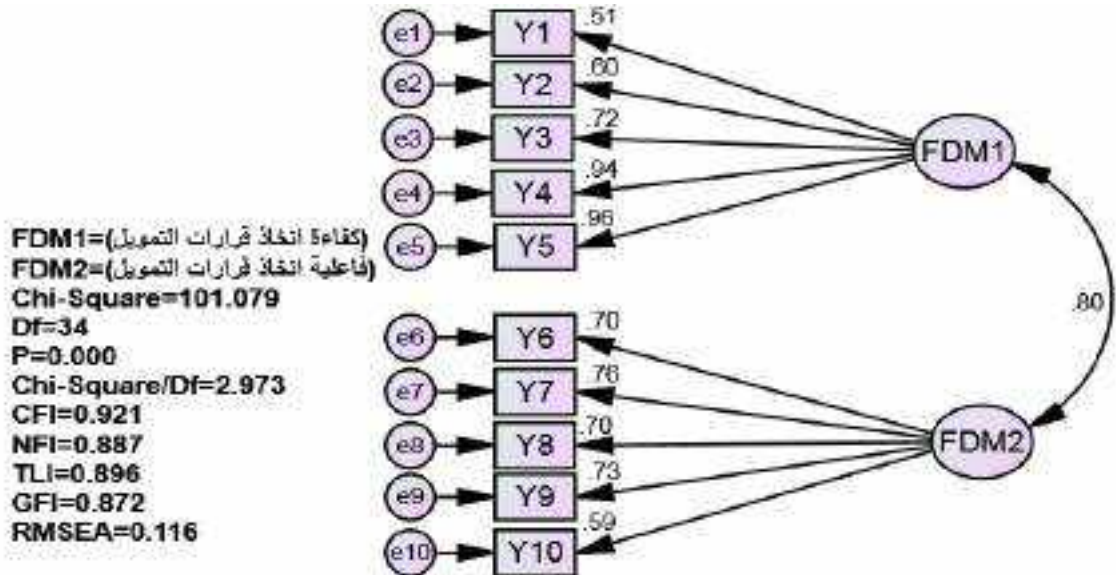 e1 Y1 .51
e2 Y2 .60
e3 Y3 .72
e4 Y4 .94
e5 Y5 .96
FDM1
.80
e6 Y6 .70
e7 Y7 .76
e8 Y8 .70
e9 Y9 .73
e10 Y10 .59
FDM2
FDM1=(كفاءة اتخاذ قرارات التمويل)
FDM2=(فاعلية اتخاذ قرارات التمويل)
Chi-Square=101.079
Df=34
P=0.000
Chi-Square/Df=2.973
CFI=0.921
NFI=0.887
TLI=0.896
GFI=0.872
RMSEA=0.116